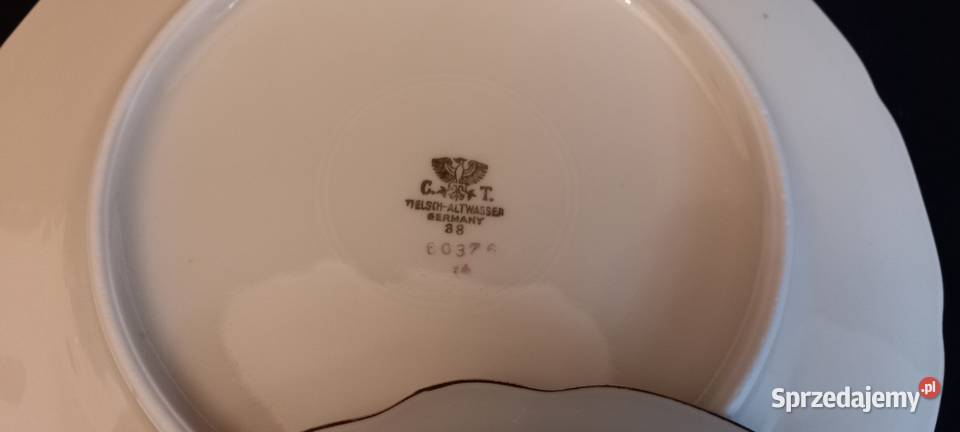 C. T.
TIELSCH-ALTWASSER
GERMANY
88
Sprzedajemy .pl